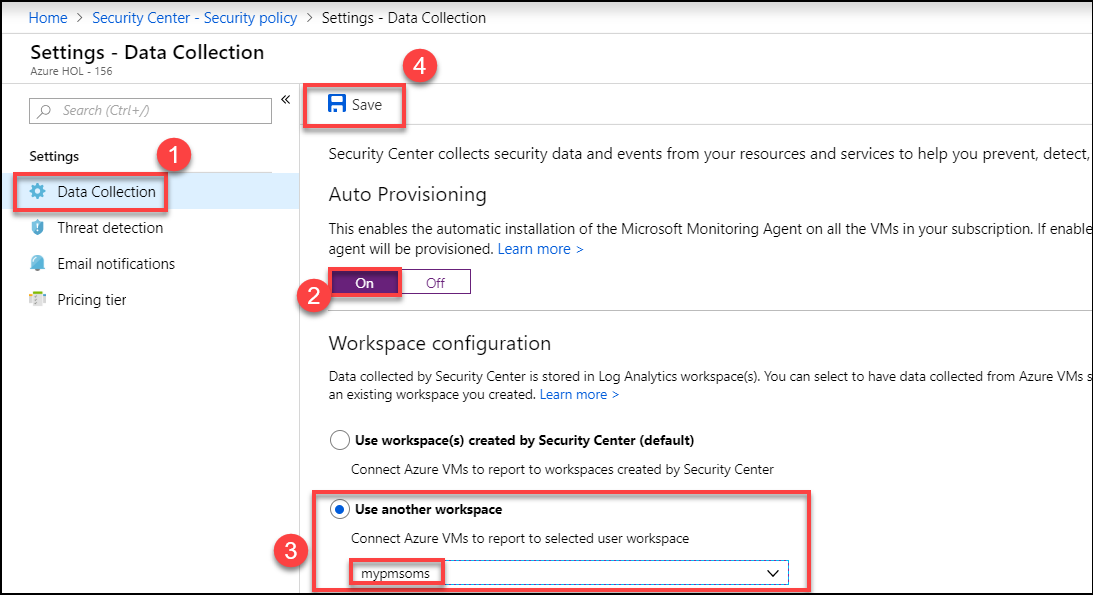 Home > Security Center - Security policy > Settings - Data Collection
Settings - Data Collection
Azure HOL - 156
4
Search (Ctrl+/)
«
Save
Settings
1
Data Collection
Threat detection
Email notifications
Pricing tier
Security Center collects security data and events from your resources and services to help you prevent, detect,
Auto Provisioning
This enables the automatic installation of the Microsoft Monitoring Agent on all the VMs in your subscription. If enable
agent will be provisioned. Learn more >
2
On
Off
Workspace configuration
Data collected by Security Center is stored in Log Analytics workspace(s). You can select to have data collected from Azure VMs s
an existing workspace you created. Learn more >
Use workspace(s) created by Security Center (default)
Connect Azure VMs to report to workspaces created by Security Center
Use another workspace
Connect Azure VMs to report to selected user workspace
3
mypmsoms